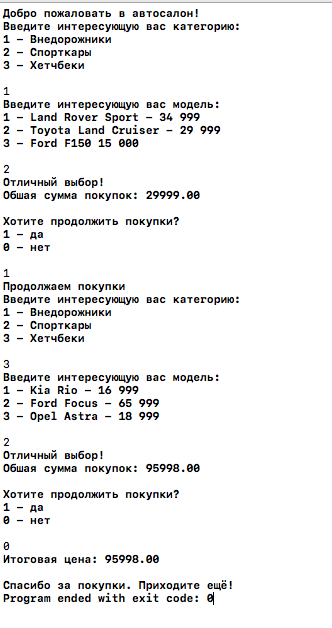 Добро пожаловать в автосалон!
Введите интересующую вас категорию:
1 – Внедорожники
2 – Спорткары
3 – Хетчбеки
1
Введите интересующую вас модель:
1 – Land Rover Sport – 34 999
2 – Toyota Land Cruiser – 29 999
3 – Ford F150 15 000
2
Отличный выбор!
Обшая сумма покупок: 29999.00
Хотите продолжить покупки?
1 – да
0 – нет
1
Продолжаем покупки
Введите интересующую вас категорию:
1 – Внедорожники
2 – Спорткары
3 – Хетчбеки
3
Введите интересующую вас модель:
1 – Kia Rio – 16 999
2 – Ford Focus – 65 999
3 – Opel Astra – 18 999
2
Отличный выбор!
Обшая сумма покупок: 95998.00
Хотите продолжить покупки?
1 – да
0 – нет
0
Итоговая цена: 95998.00
Спасибо за покупки. Приходите ещё!
Program ended with exit code: 0